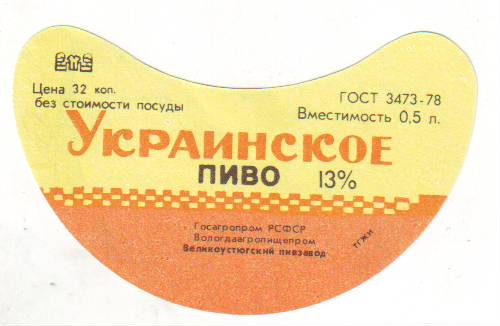 Цена 32 коп.
без стоимости посуды
ГОСТ 3473-78
Вместимость 0,5 л.
УКРАИНСКОЕ
ПИВО 13%
Госагропром РСФСР
Вологдаагропищепром
Великоустюгский пивзавод
тгжи